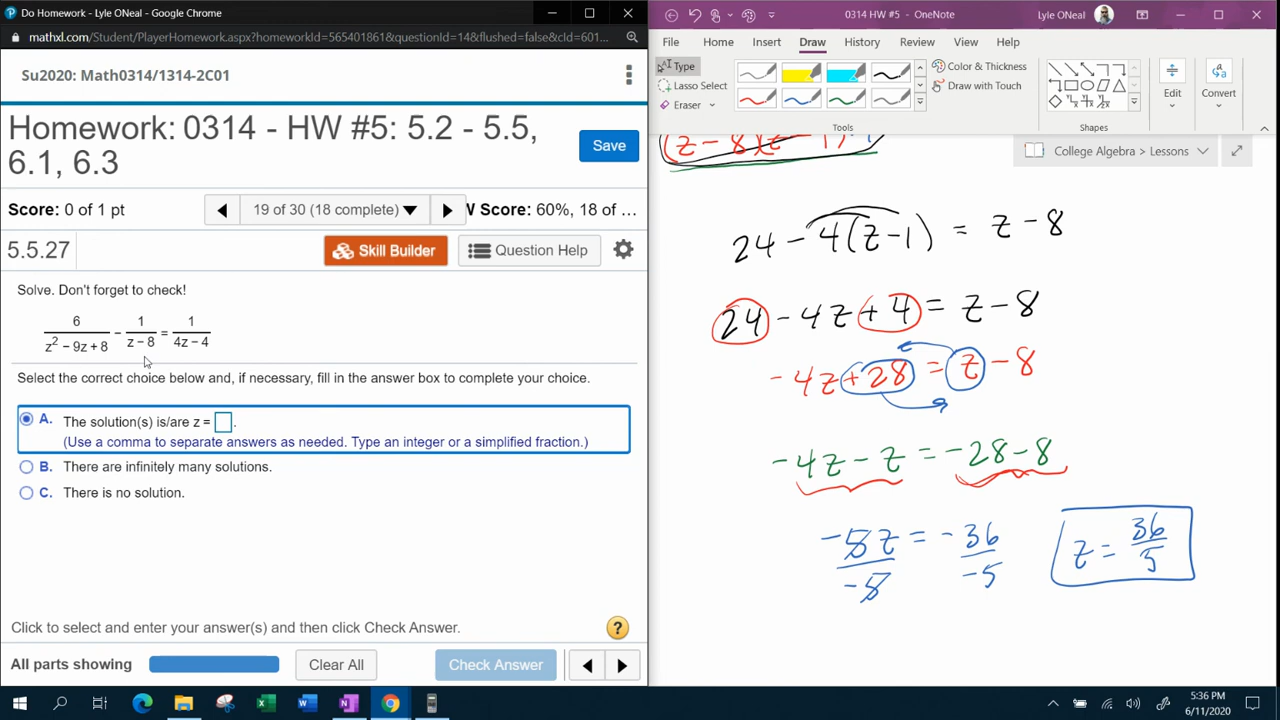 Do Homework - Lyle ONeal - Google Chrome
mathxl.com/Student/PlayerHomework.aspx?homeworkId=565401861&questionId=14&flushed=false&cId=601...
Su2020: Math0314/1314-2C01
Homework: 0314 - HW #5: 5.2 - 5.5,
6.1, 6.3
Save
Score: 0 of 1 pt
19 of 30 (18 complete)
W Score: 60%, 18 of ...
5.5.27
Skill Builder
Question Help
Solve. Don't forget to check!
6/(z² − 9z + 8) − 1/(z − 8) = 1/(4z − 4)
Select the correct choice below and, if necessary, fill in the answer box to complete your choice.
A. The solution(s) is/are z = .
(Use a comma to separate answers as needed. Type an integer or a simplified fraction.)
B. There are infinitely many solutions.
C. There is no solution.
Click to select and enter your answer(s) and then click Check Answer.
?
All parts showing
Clear All
Check Answer
0314 HW #5 - OneNote
Lyle ONeal
File Home Insert Draw History Review View Help
Type
Lasso Select
Eraser
Color & Thickness
Draw with Touch
Edit
Convert
Tools
Shapes
College Algebra > Lessons
24 - 4(z-1) = z-8
24 - 4z + 4 = z-8
-4z + 28 = z - 8
-4z - z = -28 - 8
-5z = -36
-5 -5
z = 36/5
5:36 PM
6/11/2020